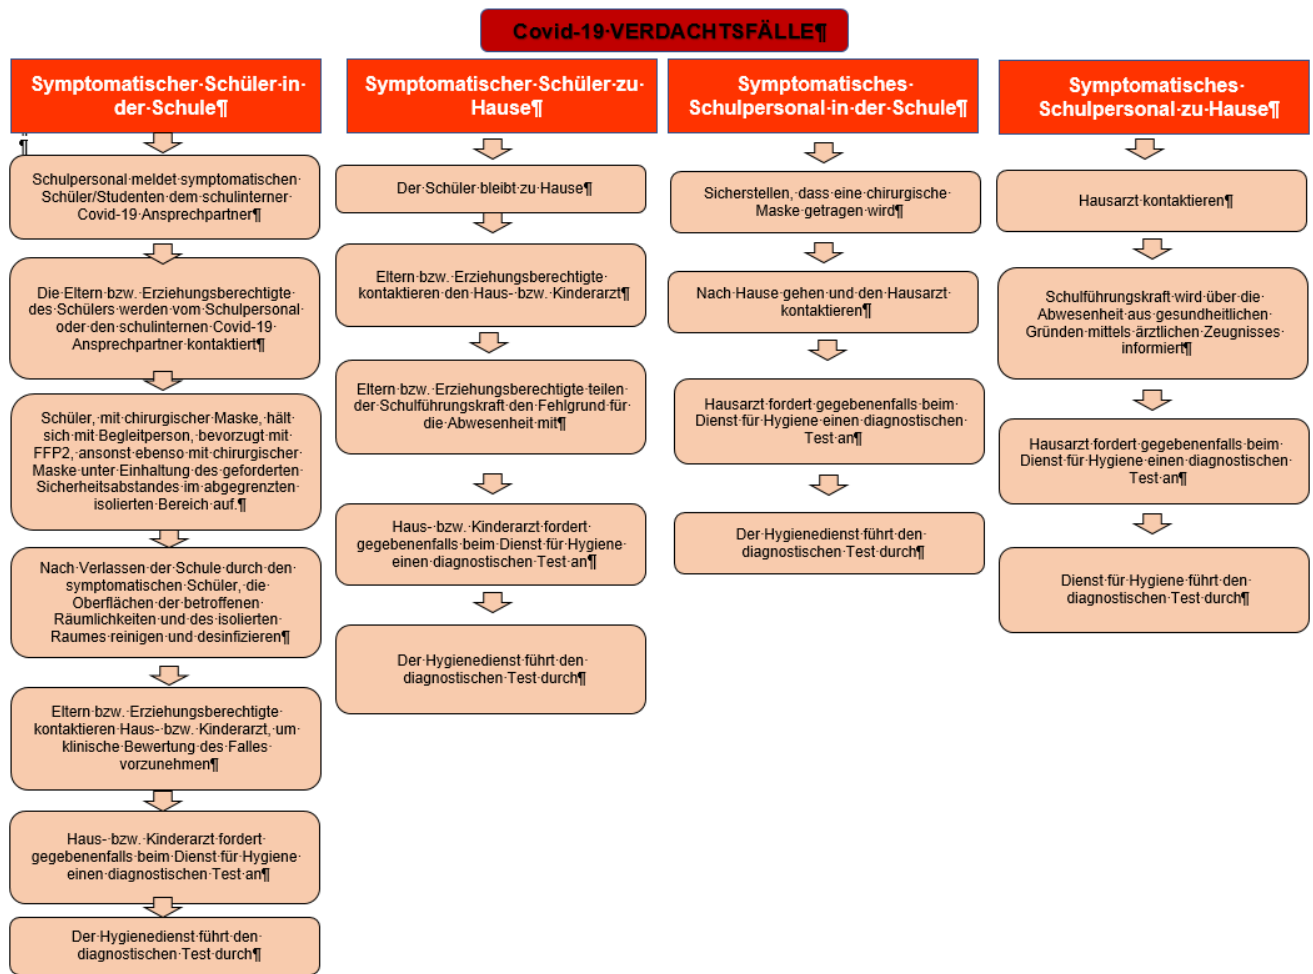 Covid-19·VERDACHTSFÄLLE¶
Symptomatischer·Schüler·in·
der·Schule¶
¶
¶
Schulpersonal·meldet·symptomatischen·
Schüler/Studenten·dem·schulinterner·
Covid-19·Ansprechpartner¶
Die·Eltern·bzw.·Erziehungsberechtigte·
des·Schülers·werden·vom·Schulpersonal·
oder·den·schulinternen·Covid-19·
Ansprechpartner·kontaktiert¶
Schüler,·mit·chirurgischer·Maske,·hält·
sich·mit·Begleitperson,·bevorzugt·mit·
FFP2,·ansonst·ebenso·mit·chirurgischer·
Maske·unter·Einhaltung·des·geforderten·
Sicherheitsabstandes·im·abgegrenzten·
isolierten·Bereich·auf.¶
Nach·Verlassen·der·Schule·durch·den·
symptomatischen·Schüler,·die·
Oberflächen·der·betroffenen·
Räumlichkeiten·und·des·isolierten·
Raumes·reinigen·und·desinfizieren¶
Eltern·bzw.·Erziehungsberechtigte·
kontaktieren·Haus-·bzw.·Kinderarzt,·um·
klinische·Bewertung·des·Falles·
vorzunehmen¶
Haus-·bzw.·Kinderarzt·fordert·
gegebenenfalls·beim·Dienst·für·Hygiene·
einen·diagnostischen·Test·an¶
Der·Hygienedienst·führt·den·
diagnostischen·Test·durch¶
Symptomatischer·Schüler·zu·
Hause¶
Der·Schüler·bleibt·zu·Hause¶
Eltern·bzw.·Erziehungsberechtigte·
kontaktieren·den·Haus-·bzw.·Kinderarzt¶
Eltern·bzw.·Erziehungsberechtigte·teilen·
der·Schulführungskraft·den·Fehlgrund·für·
die·Abwesenheit·mit¶
Haus-·bzw.·Kinderarzt·fordert·
gegebenenfalls·beim·Dienst·für·Hygiene·
einen·diagnostischen·Test·an¶
Der·Hygienedienst·führt·den·
diagnostischen·Test·durch¶
Symptomatisches·
Schulpersonal·in·der·Schule¶
Sicherstellen,·dass·eine·chirurgische·
Maske·getragen·wird¶
Nach·Hause·gehen·und·den·Hausarzt·
kontaktieren¶
Hausarzt·fordert·gegebenenfalls·beim·
Dienst·für·Hygiene·einen·diagnostischen·
Test·an¶
Der·Hygienedienst·führt·den·
diagnostischen·Test·durch¶
Symptomatisches·
Schulpersonal·zu·Hause¶
Hausarzt·kontaktieren¶
Schulführungskraft·wird·über·die·
Abwesenheit·aus·gesundheitlichen·
Gründen·mittels·ärztlichen·Zeugnisses·
informiert¶
Hausarzt·fordert·gegebenenfalls·beim·
Dienst·für·Hygiene·einen·diagnostischen·
Test·an¶
Dienst·für·Hygiene·führt·den·
diagnostischen·Test·durch¶